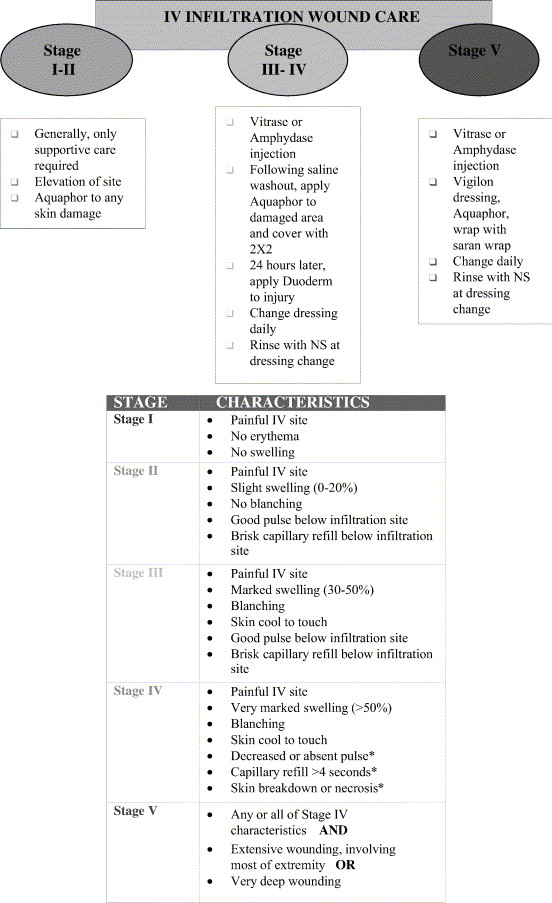 IV INFILTRATION WOUND CARE
Stage
I-II
Stage
III- IV
Stage V
❑ Generally, only
supportive care
required
❑ Elevation of site
❑ Aquaphor to any
skin damage
❑ Vitrase or
Amphydase
injection
❑ Following saline
washout, apply
Aquaphor to
damaged area
and cover with
2X2
❑ 24 hours later,
apply Duoderm
to injury
❑ Change dressing
daily
❑ Rinse with NS at
dressing change
❑ Vitrase or
Amphydase
injection
❑ Vigilon
dressing,
Aquaphor,
wrap with
saran wrap
❑ Change daily
❑ Rinse with NS
at dressing
change
STAGE CHARACTERISTICS
Stage I
• Painful IV site
• No erythema
• No swelling
Stage II
• Painful IV site
• Slight swelling (0-20%)
• No blanching
• Good pulse below infiltration site
• Brisk capillary refill below infiltration
site
Stage III
• Painful IV site
• Marked swelling (30-50%)
• Blanching
• Skin cool to touch
• Good pulse below infiltration site
• Brisk capillary refill below infiltration
site
Stage IV
• Painful IV site
• Very marked swelling (>50%)
• Blanching
• Skin cool to touch
• Decreased or absent pulse*
• Capillary refill >4 seconds*
• Skin breakdown or necrosis*
Stage V
• Any or all of Stage IV
characteristics AND
• Extensive wounding, involving
most of extremity OR
• Very deep wounding